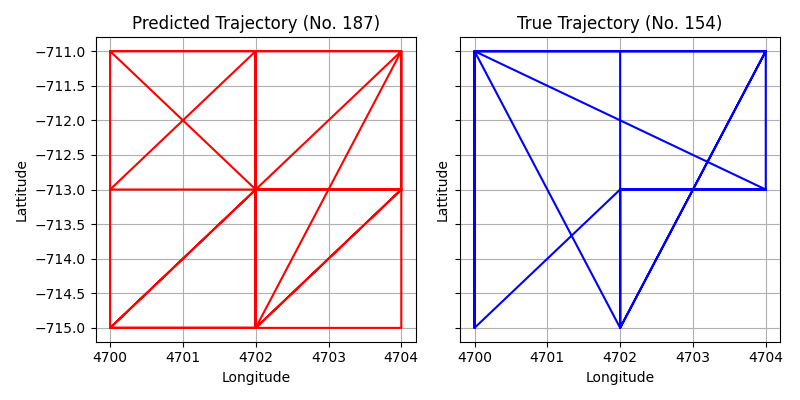 Predicted Trajectory (No. 187)
True Trajectory (No. 154)
−711.0
−711.5
−712.0
−712.5
−713.0
−713.5
−714.0
−714.5
−715.0
Lattitude
Lattitude
4700 4701 4702 4703 4704
4700 4701 4702 4703 4704
Longitude
Longitude